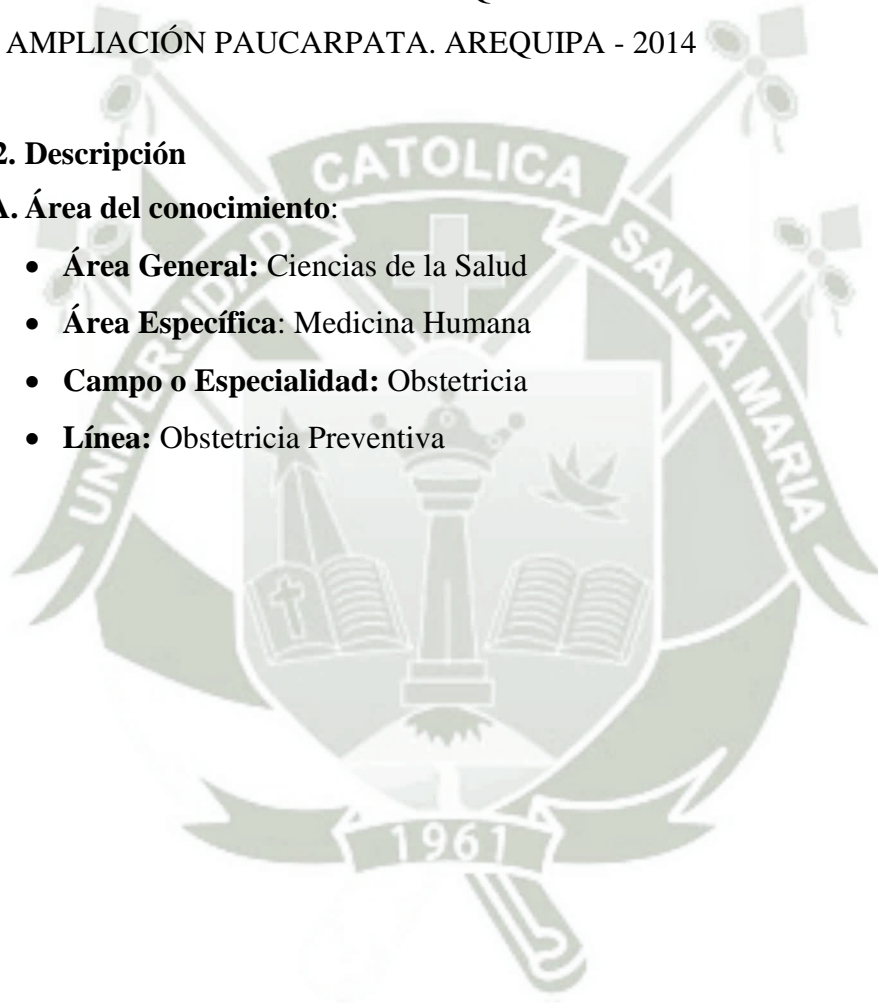 AMPLIACIÓN PAUCARPATA. AREQUIPA - 2014
2. Descripción
A. Área del conocimiento:
• Área General: Ciencias de la Salud
• Área Específica: Medicina Humana
• Campo o Especialidad: Obstetricia
• Línea: Obstetricia Preventiva
UNIVERSIDAD CATOLICA SANTA MARIA
1961